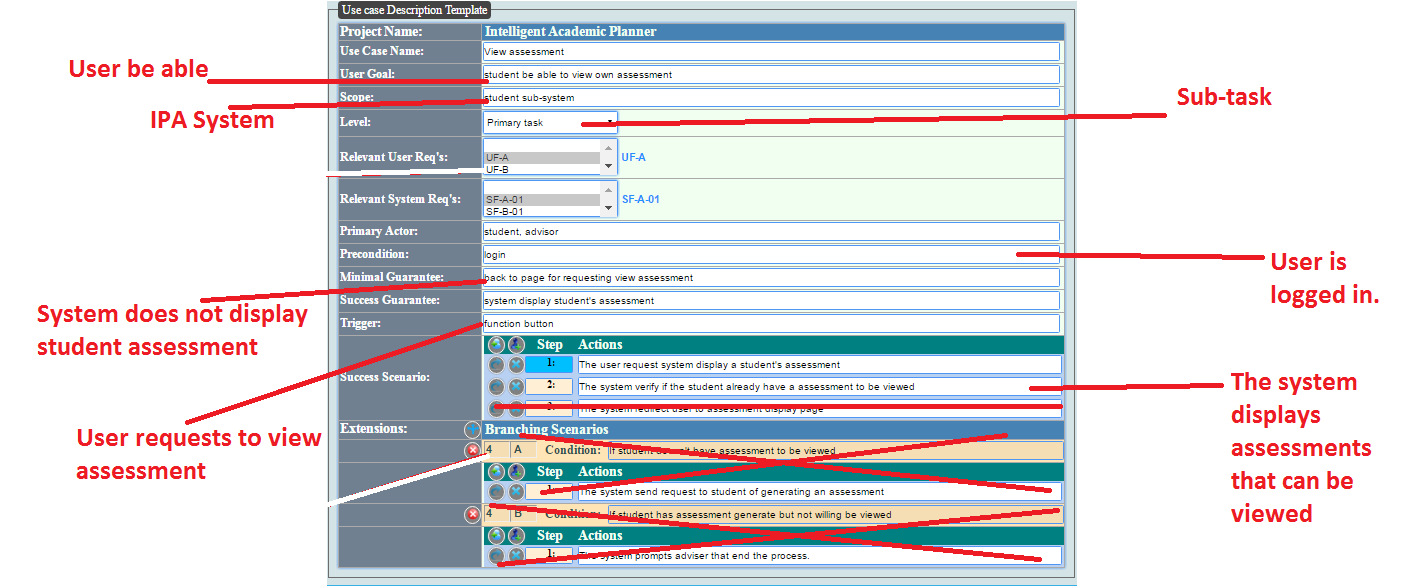 Use case Description Template
Project Name: Intelligent Academic Planner
Use Case Name: View assessment
User be able
User Goal: student be able to view own assessment
Scope: student sub-system
Sub-task
IPA System
Level: Primary task
Relevant User Req's: UF-A UF-B UF-A
Relevant System Req's: SF-A-01 SF-B-01 SF-A-01
Primary Actor: student, advisor
Precondition: login
User is
logged in.
Minimal Guarantee: back to page for requesting view assessment
Success Guarantee: system display student's assessment
System does not display
student assessment
Trigger: function button
Step Actions
Success Scenario:
1: The user request system display a student's assessment
2: The system verify if the student already have a assessment to be viewed
3: The system redirect user to assessment display page
The system
displays
assessments
that can be
viewed
Extensions: Branching Scenarios
User requests to view
assessment
4 A Condition: If student have assessment to be viewed
Step Actions
1: The system send request to student of generating an assessment
4 B Condition: If student has assessment generate but not willing be viewed
Step Actions
1: The system prompts adviser that end the process.